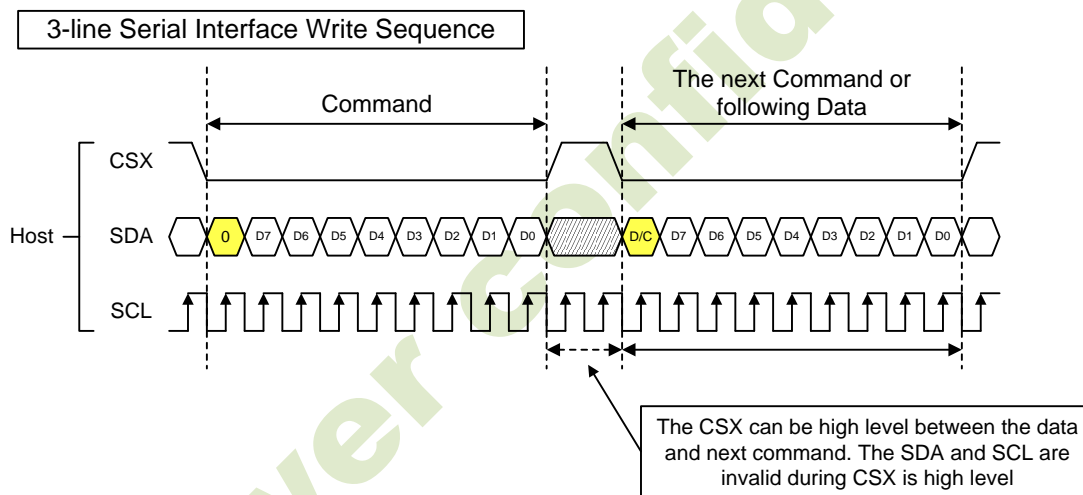 3-line Serial Interface Write Sequence
Command
The next Command or
following Data
CSX
Host
SDA
0 D7 D6 D5 D4 D3 D2 D1 D0
D/C D7 D6 D5 D4 D3 D2 D1 D0
SCL
The CSX can be high level between the data
and next command. The SDA and SCL are
invalid during CSX is high level
ver confid